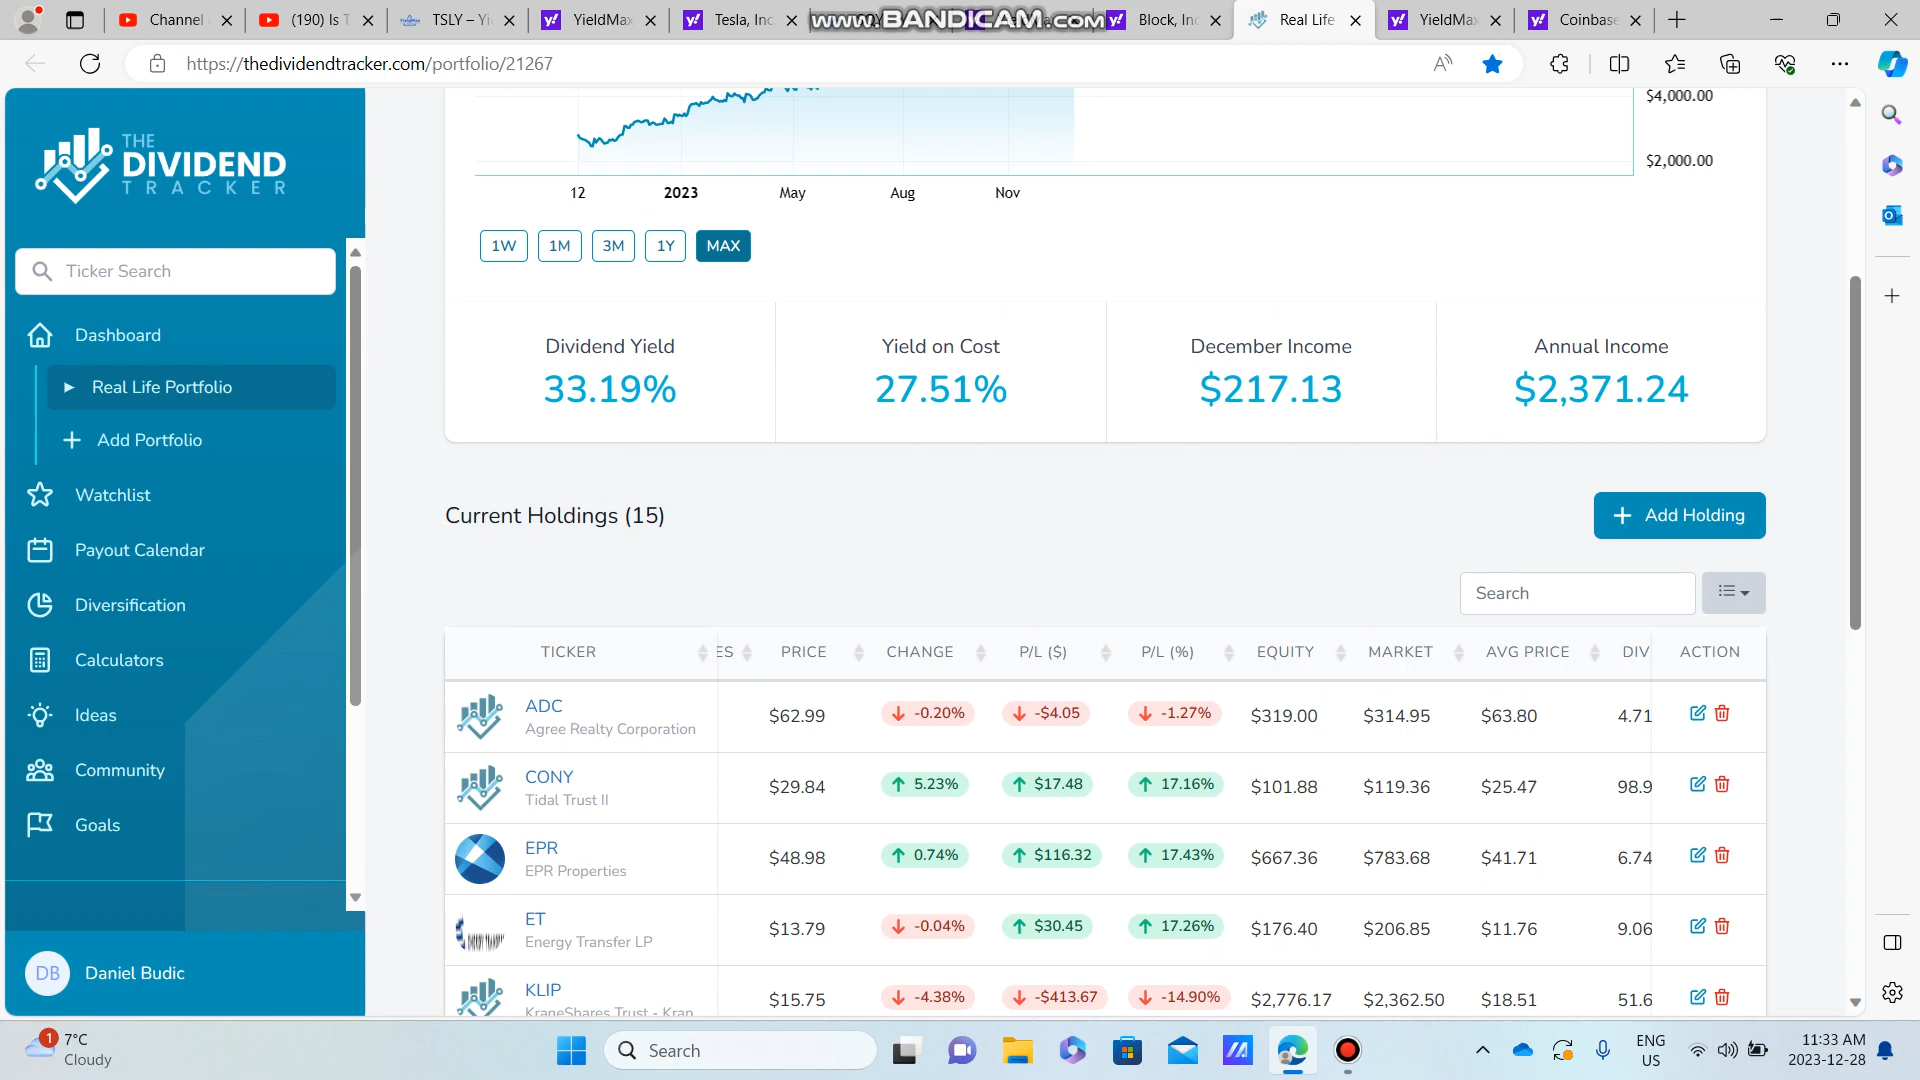 Channel
(190) Is T
TSLY – Yi
YieldMax
Tesla, Inc
www.BANDICAM.com
Block, Inc
Real Life
YieldMax
Coinbase
https://thedividendtracker.com/portfolio/21267
THE
DIVIDEND
TRACKER
Ticker Search
Dashboard
Real Life Portfolio
Add Portfolio
Watchlist
Payout Calendar
Diversification
Calculators
Ideas
Community
Goals
DB Daniel Budic
$4,000.00
$2,000.00
12 2023 May Aug Nov
1W 1M 3M 1Y MAX
Dividend Yield Yield on Cost December Income Annual Income
33.19% 27.51% $217.13 $2,371.24
Current Holdings (15)
+ Add Holding
Search
TICKER ES PRICE CHANGE P/L ($) P/L (%) EQUITY MARKET AVG PRICE DIV ACTION
ADC
Agree Realty Corporation
$62.99 -0.20% -$4.05 -1.27% $319.00 $314.95 $63.80 4.71
CONY
Tidal Trust II
$29.84 5.23% $17.48 17.16% $101.88 $119.36 $25.47 98.9
EPR
EPR Properties
$48.98 0.74% $116.32 17.43% $667.36 $783.68 $41.71 6.74
ET
Energy Transfer LP
$13.79 -0.04% $30.45 17.26% $176.40 $206.85 $11.76 9.06
KLIP
KraneShares Trust - Kran
$15.75 -4.38% -$413.67 -14.90% $2,776.17 $2,362.50 $18.51 51.6
1 7°C
Cloudy
Search
ENG
US
11:33 AM
2023-12-28